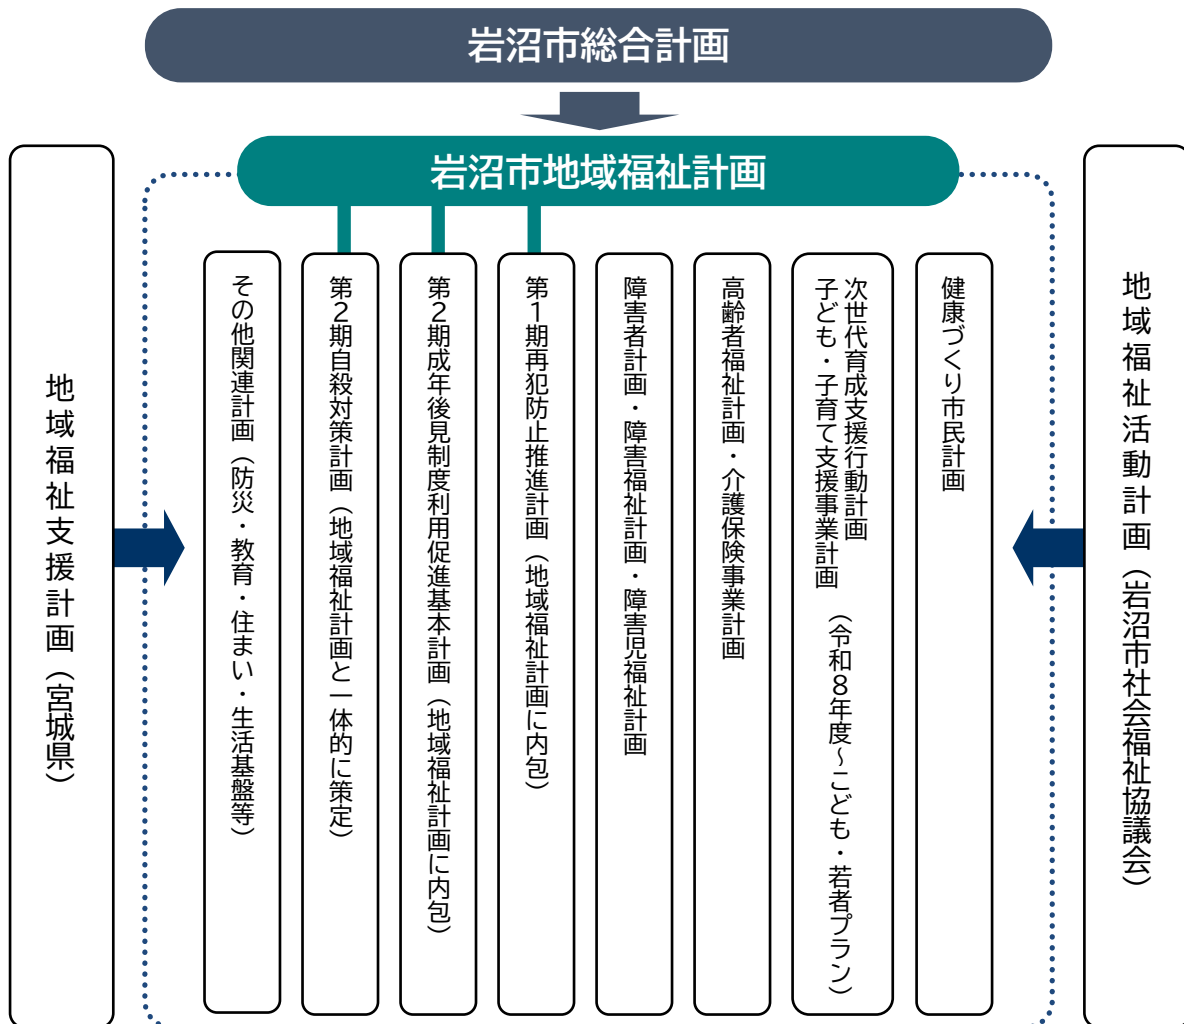 岩沼市総合計画
岩沼市地域福祉計画
地域福祉活動計画（岩沼市社会福祉協議会）
健康づくり市民計画
次世代育成支援行動計画
子ども・子育て支援事業計画　（令和８年度～こども・若者プラン）
高齢者福祉計画・介護保険事業計画
障害者計画・障害福祉計画・障害児福祉計画
第１期再犯防止推進計画（地域福祉計画に内包）
第２期成年後見制度利用促進基本計画（地域福祉計画に内包）
第２期自殺対策計画（地域福祉計画と一体的に策定）
その他関連計画（防災・教育・住まい・生活基盤等）
地域福祉支援計画（宮城県）